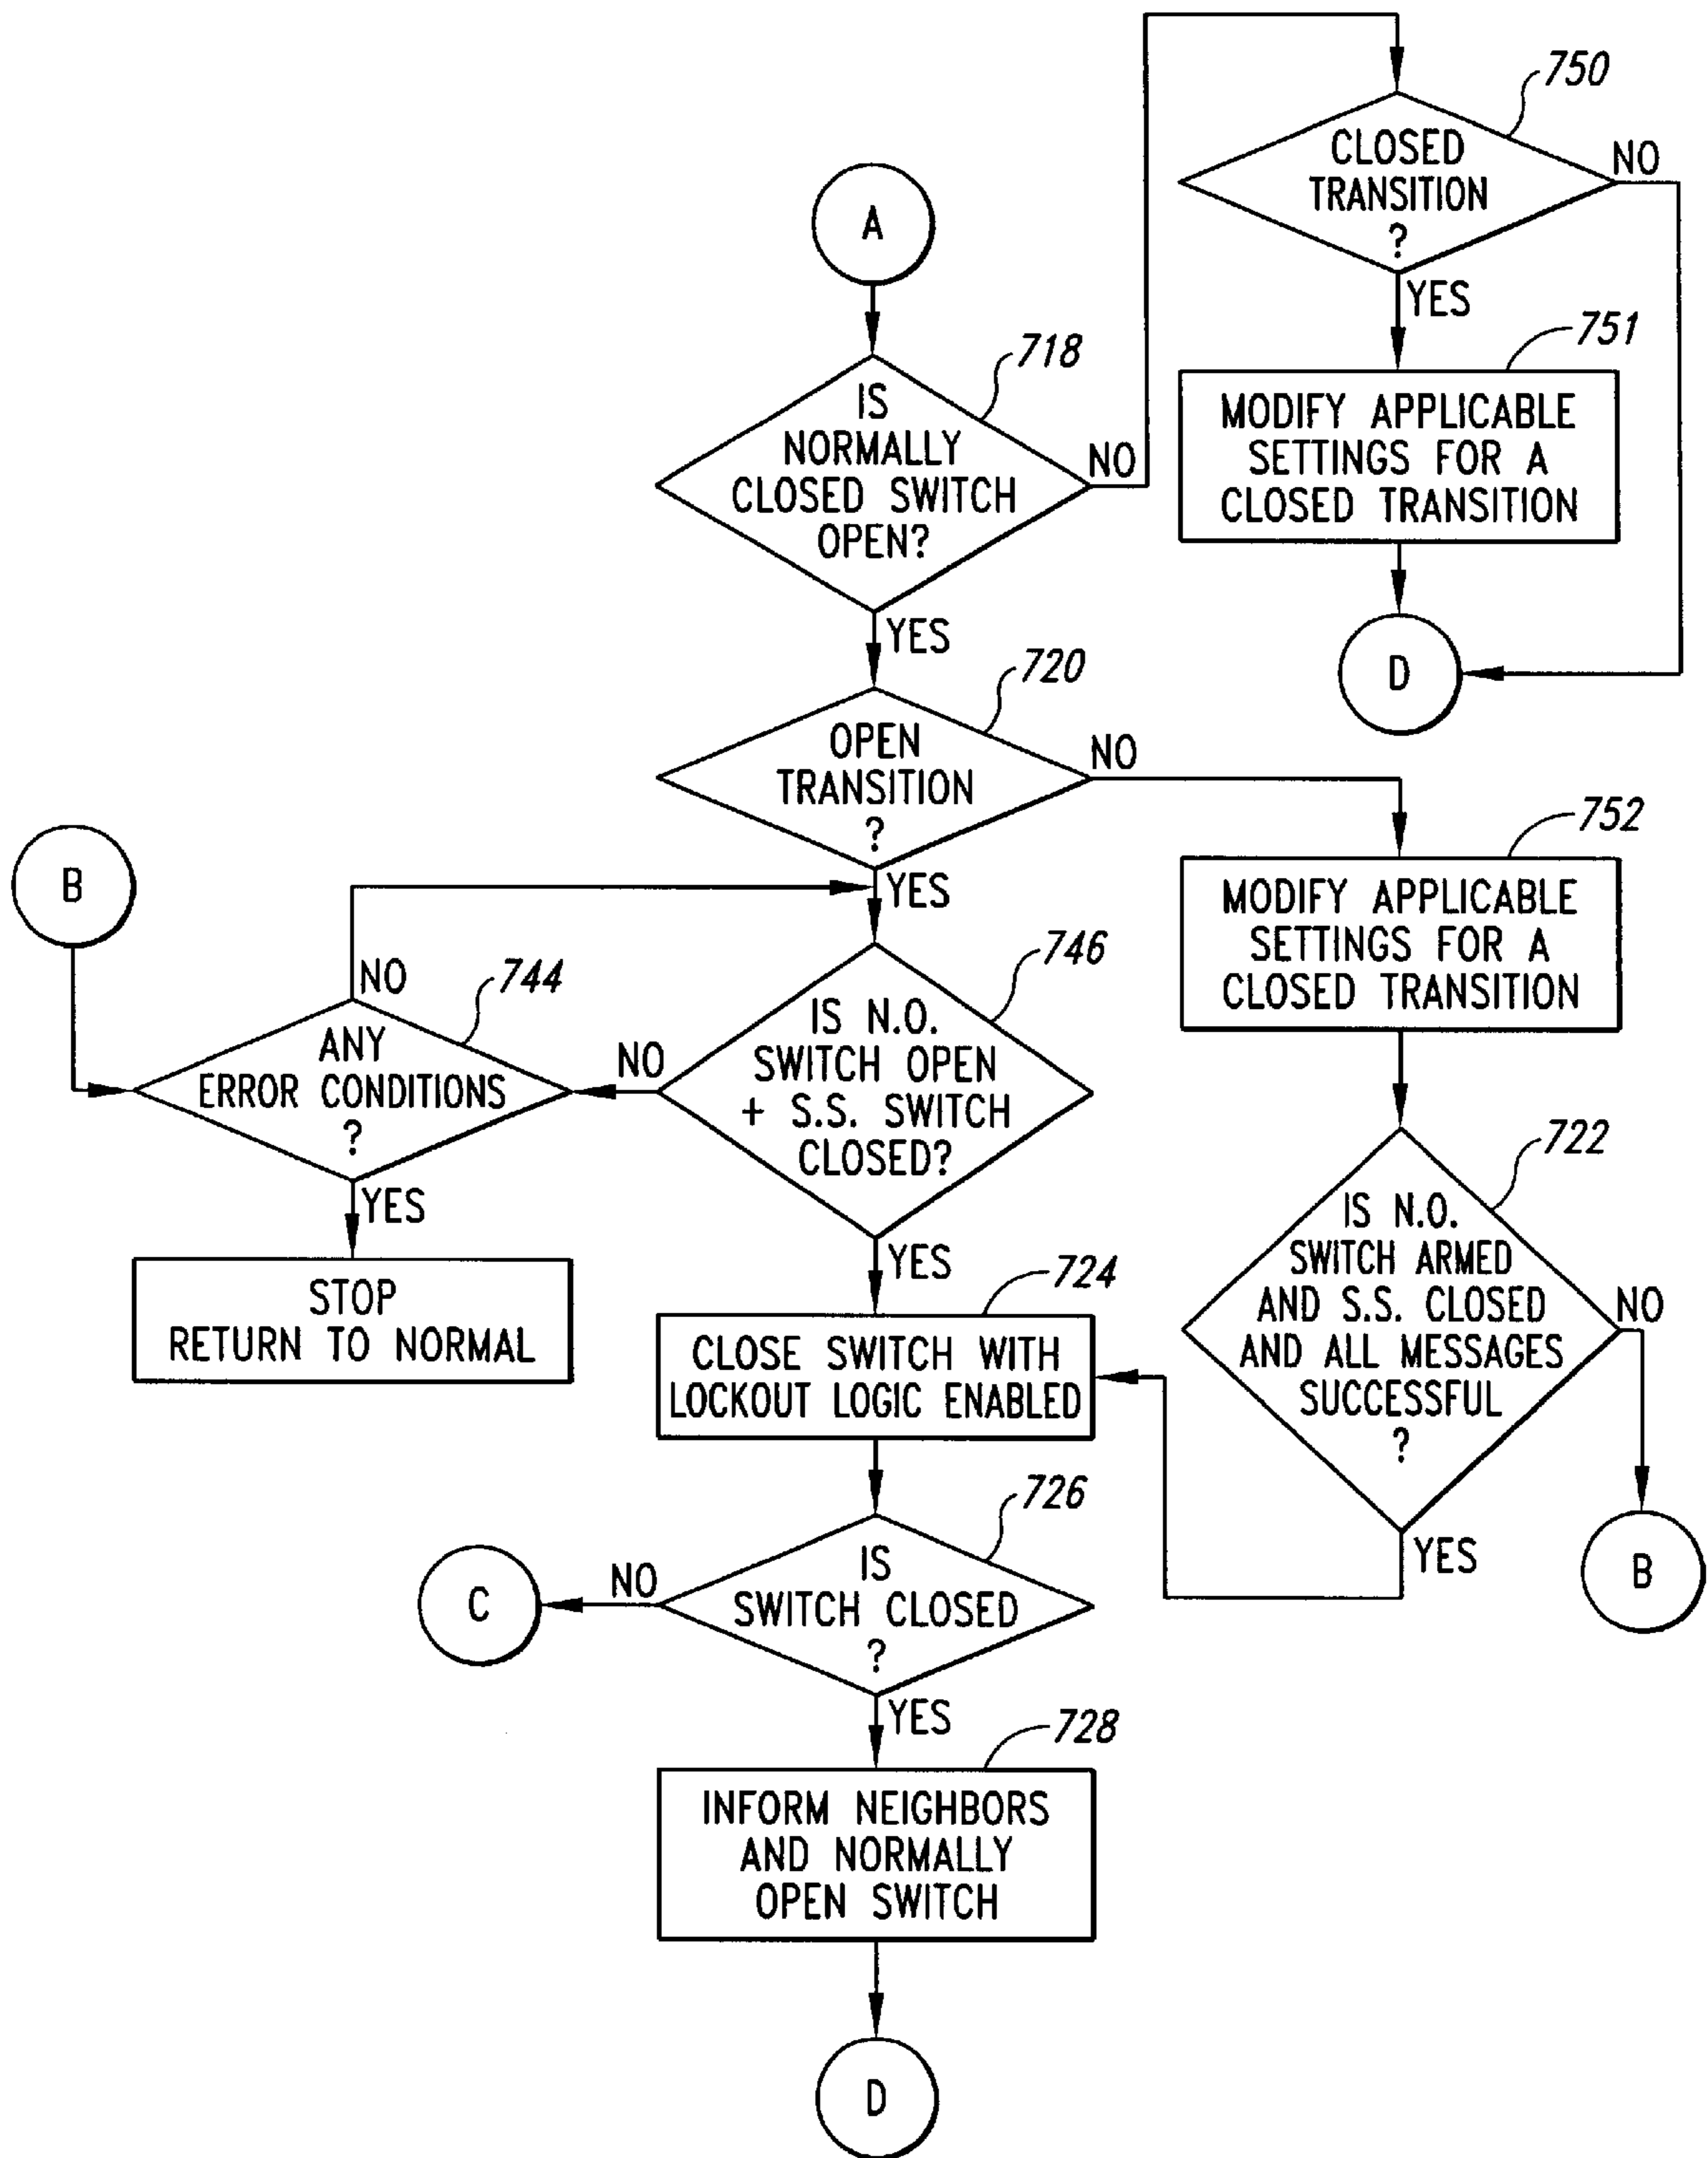 750
CLOSED
TRANSITION
?
NO
YES
751
MODIFY APPLICABLE
SETTINGS FOR A
CLOSED TRANSITION
D
A
718
IS
NORMALLY
CLOSED SWITCH
OPEN?
NO
YES
720
OPEN
TRANSITION
?
NO
YES
752
MODIFY APPLICABLE
SETTINGS FOR A
CLOSED TRANSITION
B
744
NO
ANY
ERROR CONDITIONS
?
YES
STOP
RETURN TO NORMAL
746
IS N.O.
SWITCH OPEN
+ S.S. SWITCH
CLOSED?
NO
YES
722
IS N.O.
SWITCH ARMED
AND S.S. CLOSED
AND ALL MESSAGES
SUCCESSFUL
?
NO
YES
B
724
CLOSE SWITCH WITH
LOCKOUT LOGIC ENABLED
726
IS
SWITCH CLOSED
?
NO
C
YES
728
INFORM NEIGHBORS
AND NORMALLY
OPEN SWITCH
D